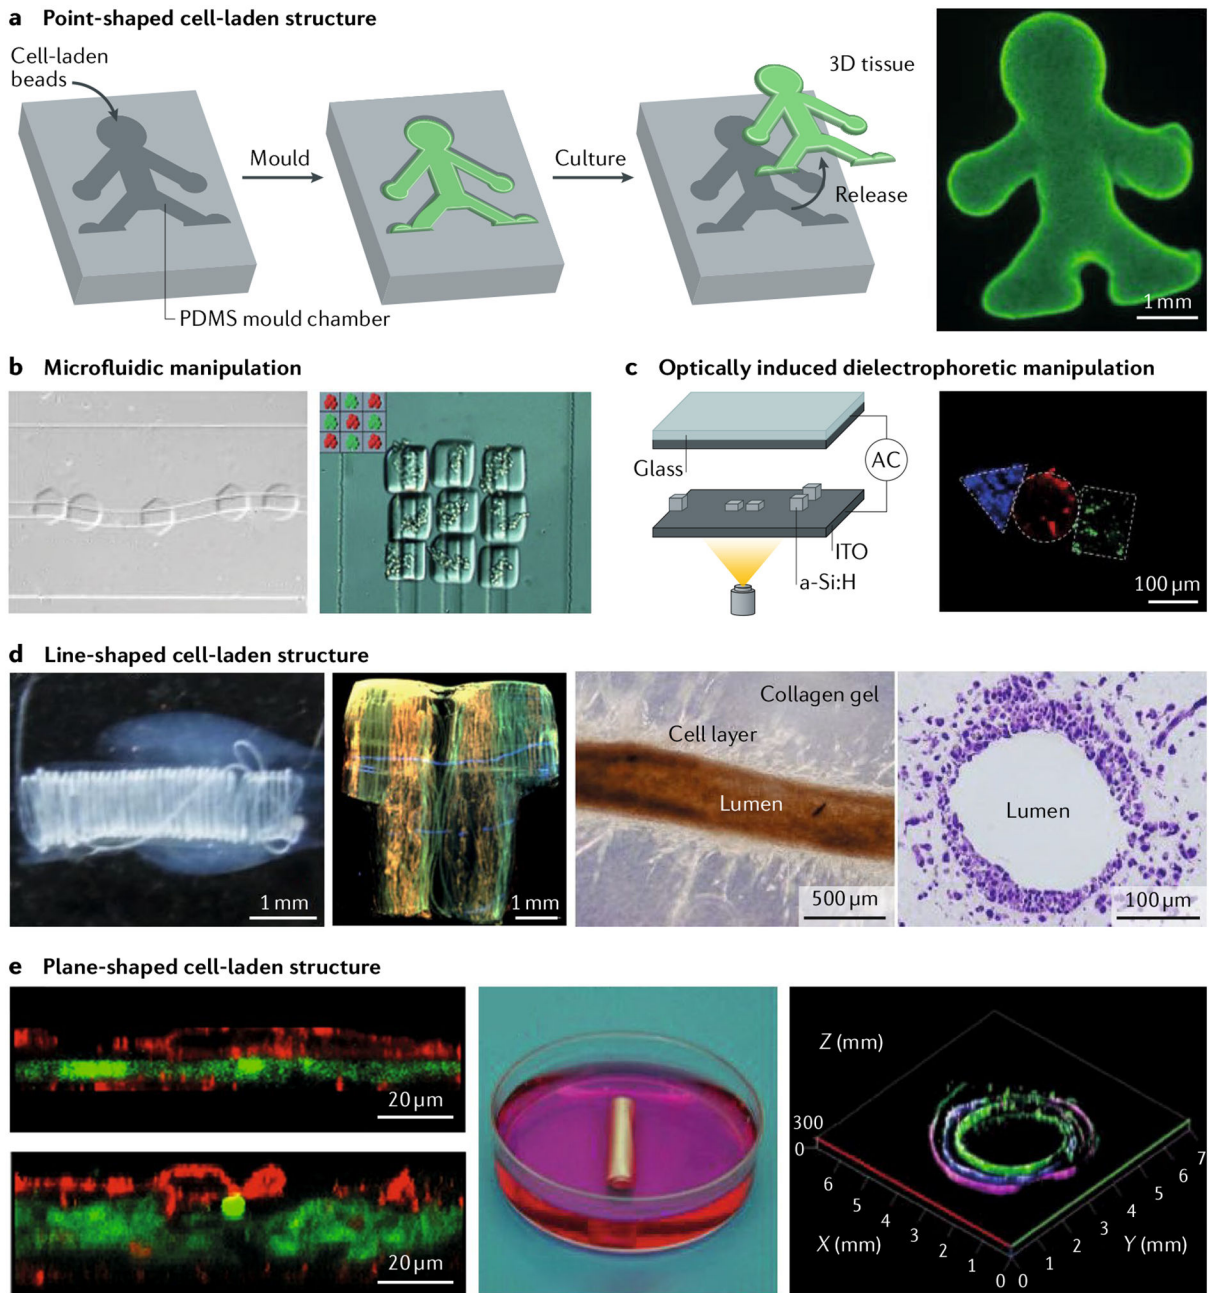 a Point-shaped cell-laden structure
Cell-laden
beads
Mould
Culture
3D tissue
Release
PDMS mould chamber
1 mm
b Microfluidic manipulation
c Optically induced dielectrophoretic manipulation
Glass
AC
ITO
a-Si:H
100 µm
d Line-shaped cell-laden structure
1 mm
1 mm
Collagen gel
Cell layer
Lumen
500 µm
Lumen
100 µm
e Plane-shaped cell-laden structure
20 µm
20 µm
Z (mm)
300
0
6
5
4
3
2
1
0
X (mm)
0
1
2
3
4
5
6
7
Y (mm)